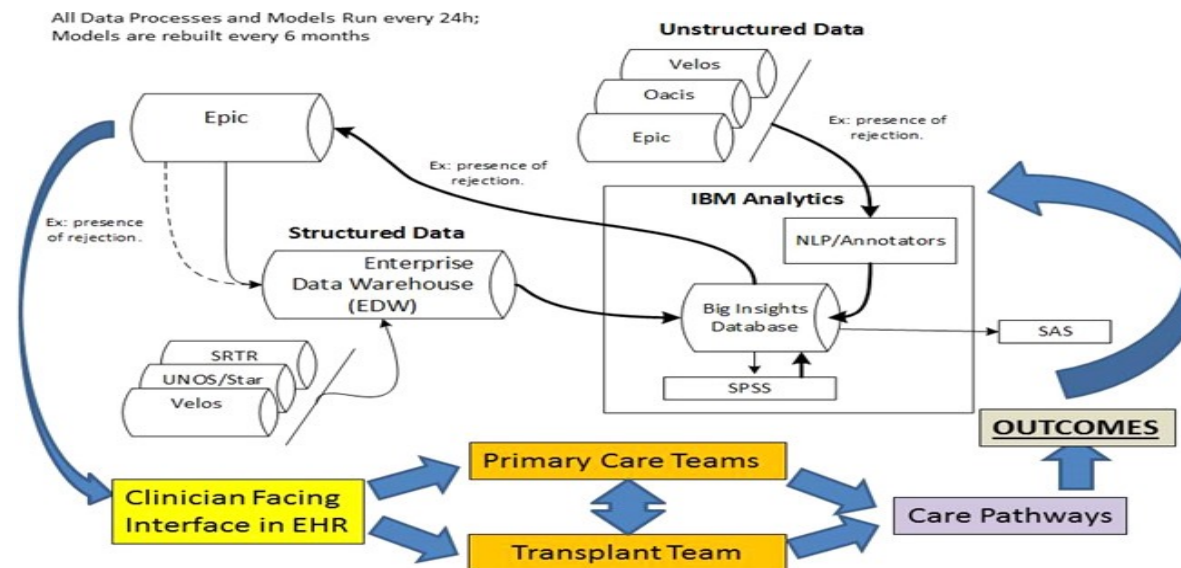 All Data Processes and Models Run every 24h;
Models are rebuilt every 6 months
Unstructured Data
Velos
Oacis
Epic
Ex: presence of
rejection.
Epic
Ex: presence of
rejection.
Ex: presence
of rejection.
Structured Data
Enterprise
Data Warehouse
(EDW)
SRTR
UNOS/Star
Velos
IBM Analytics
NLP/Annotators
Big Insights
Database
SPSS
SAS
OUTCOMES
Clinician Facing
Interface in EHR
Primary Care Teams
Transplant Team
Care Pathways